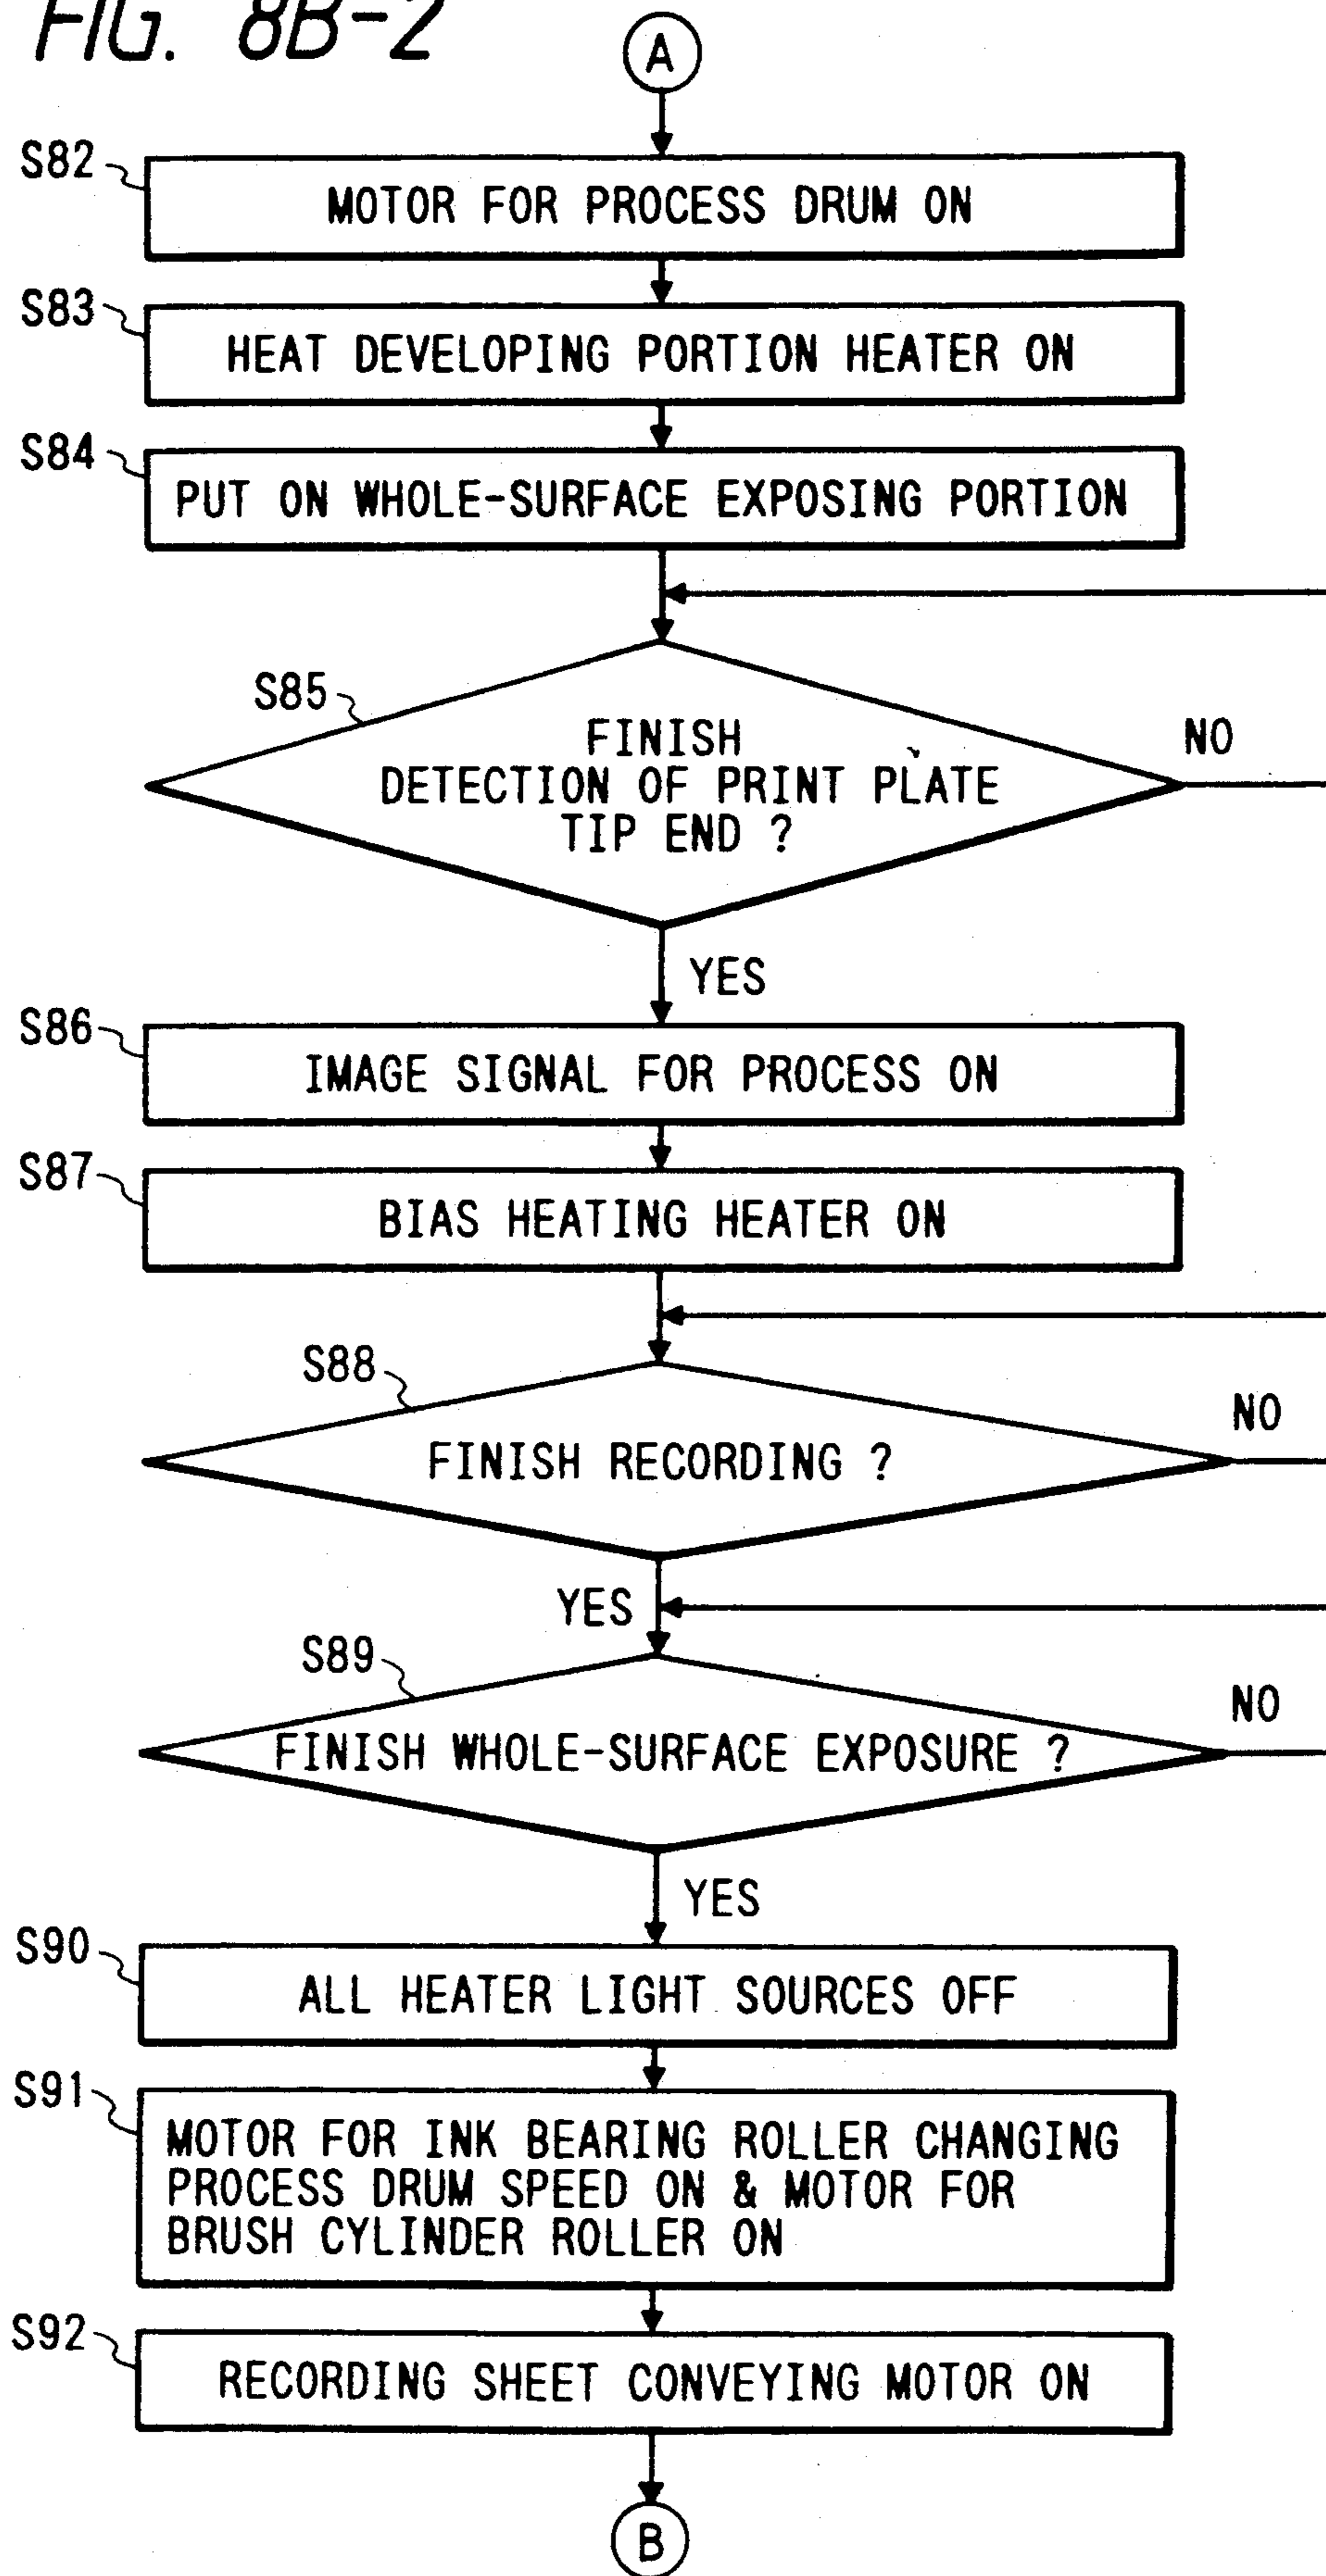 FIG. 8B-2
A
S82
MOTOR FOR PROCESS DRUM ON
S83
HEAT DEVELOPING PORTION HEATER ON
S84
PUT ON WHOLE-SURFACE EXPOSING PORTION
S85
FINISH
DETECTION OF PRINT PLATE
TIP END ?
NO
YES
S86
IMAGE SIGNAL FOR PROCESS ON
S87
BIAS HEATING HEATER ON
S88
FINISH RECORDING ?
NO
YES
S89
FINISH WHOLE-SURFACE EXPOSURE ?
NO
YES
S90
ALL HEATER LIGHT SOURCES OFF
S91
MOTOR FOR INK BEARING ROLLER CHANGING
PROCESS DRUM SPEED ON & MOTOR FOR
BRUSH CYLINDER ROLLER ON
S92
RECORDING SHEET CONVEYING MOTOR ON
B